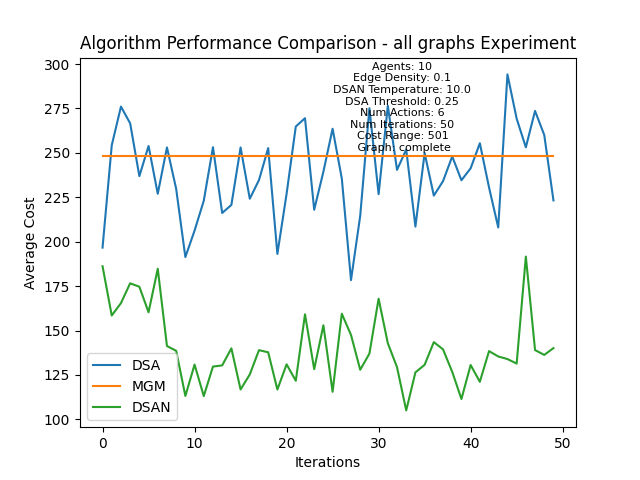 Algorithm Performance Comparison - all graphs Experiment
Agents: 10
Edge Density: 0.1
DSAN Temperature: 10.0
DSA Threshold: 0.25
Num Actions: 6
Num Iterations: 50
Cost Range: 501
Graph: complete
300
275
250
225
200
175
150
125
100
Average Cost
DSA
MGM
DSAN
0
10
20
30
40
50
Iterations